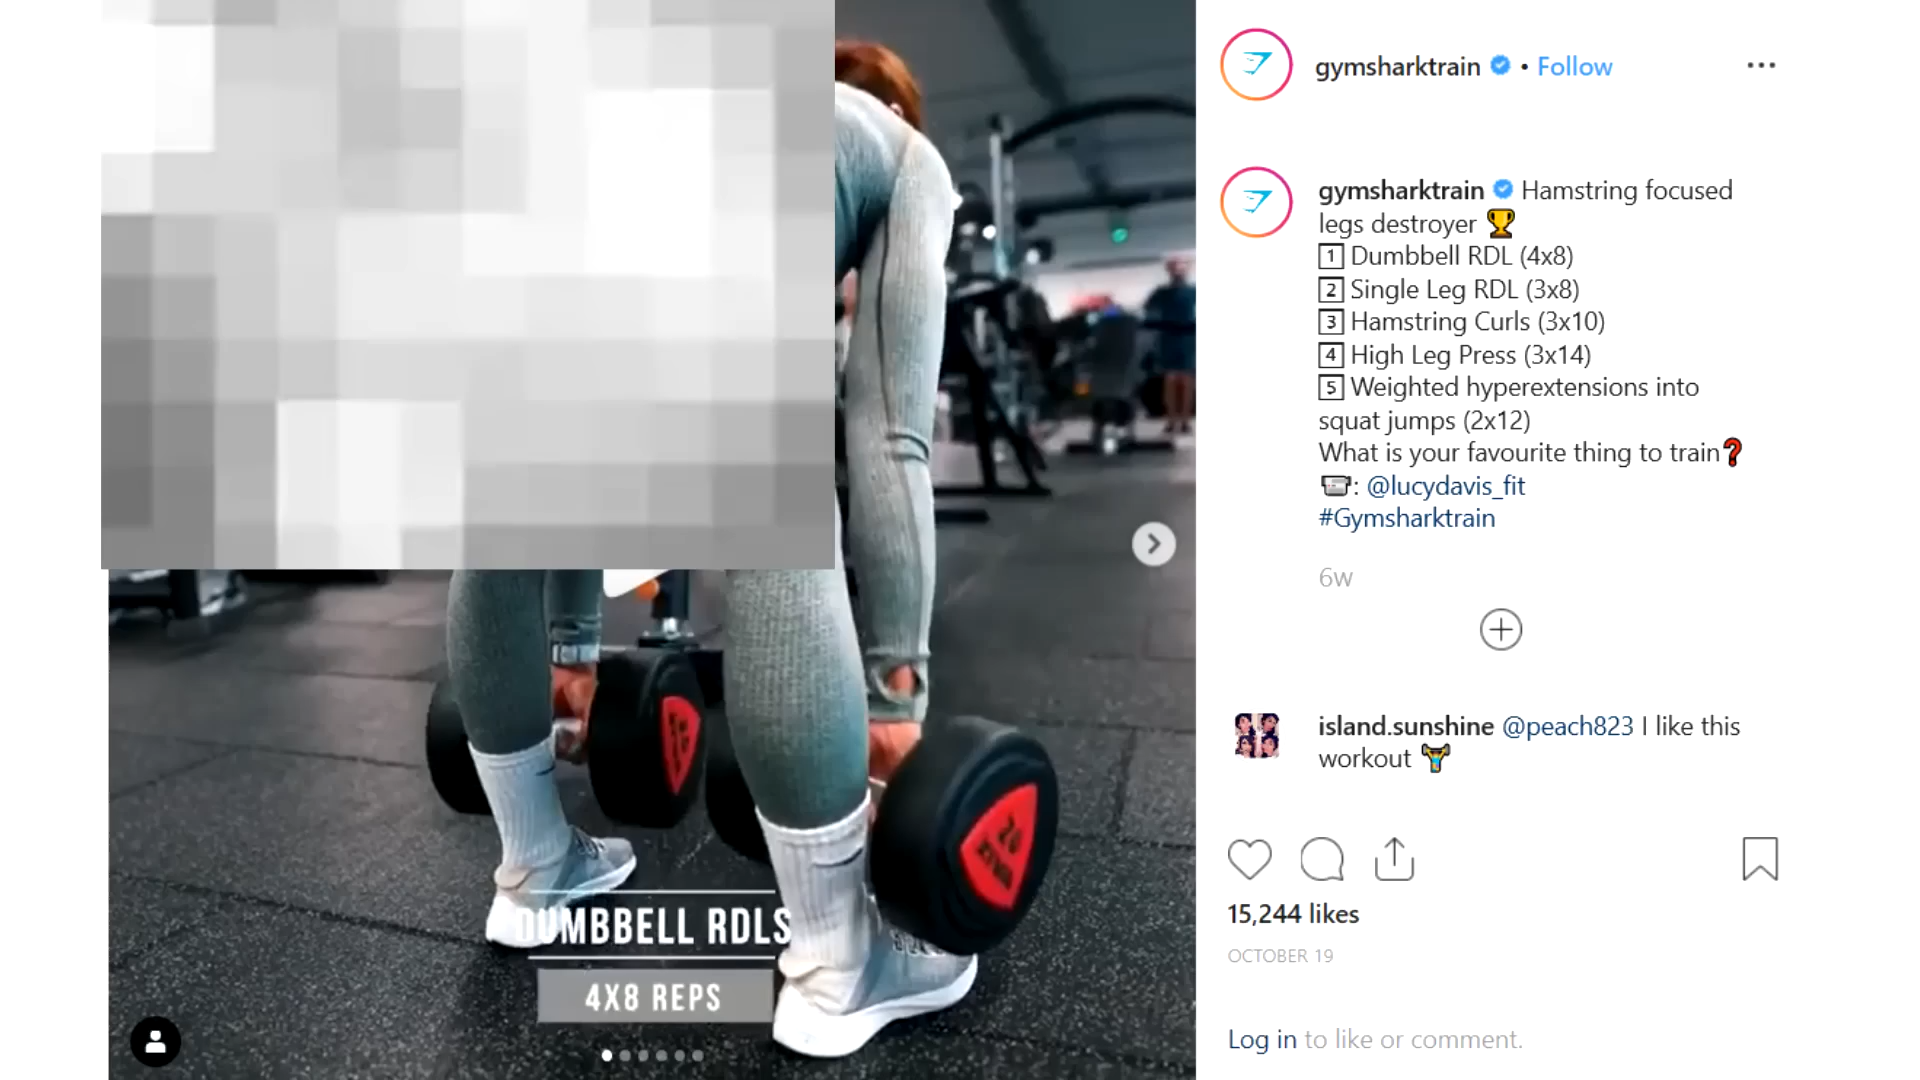 gymsharktrain • Follow
gymsharktrain Hamstring focused
legs destroyer 🏆
1 Dumbbell RDL (4x8)
2 Single Leg RDL (3x8)
3 Hamstring Curls (3x10)
4 High Leg Press (3x14)
5 Weighted hyperextensions into
squat jumps (2x12)
What is your favourite thing to train❓
: @lucydavis_fit
#Gymsharktrain
6w
island.sunshine @peach823 I like this
workout
15,244 likes
OCTOBER 19
Log in to like or comment.
DUMBBELL RDLS
4X8 REPS